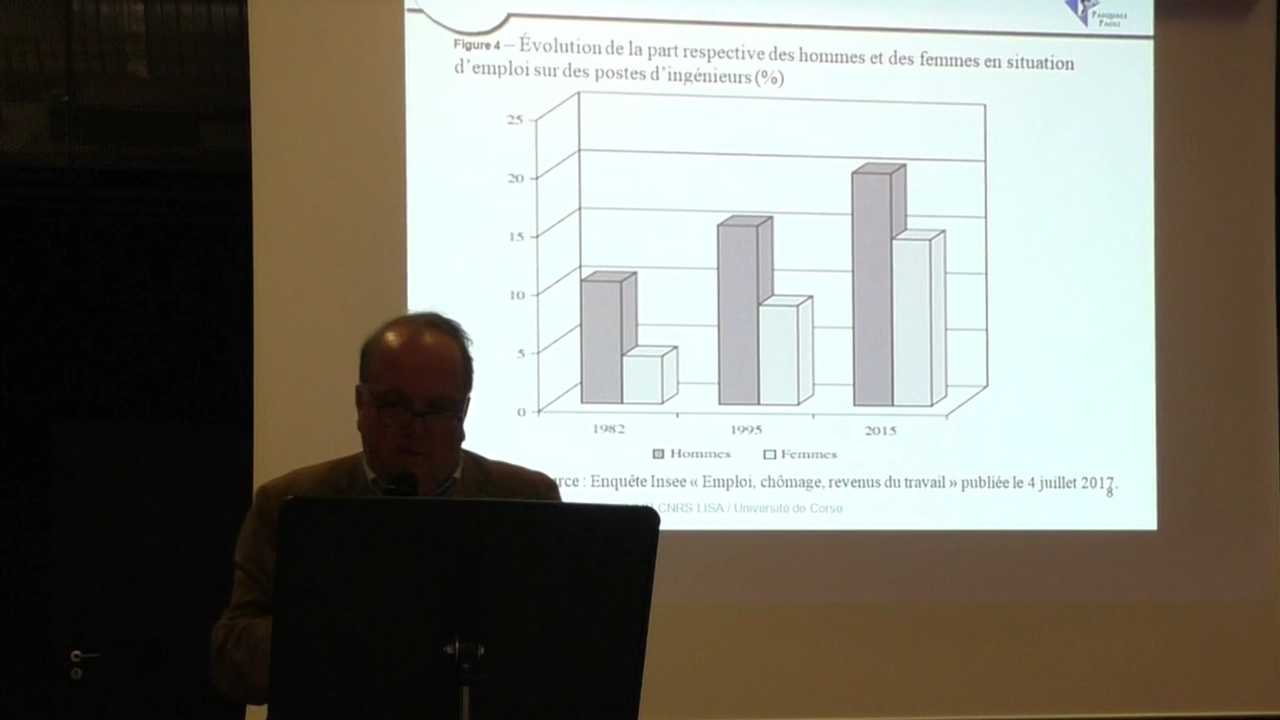 PASQUALE
PAOLI
Figure 4 – Évolution de la part respective des hommes et des femmes en situation
d'emploi sur des postes d'ingénieurs (%)
25
20
15
10
5
0
1982 1995 2015
Hommes Femmes
rce : Enquête Insee « Emploi, chômage, revenus du travail » publiée le 4 juillet 2017.
8
CNRS LISA / Université de Corse